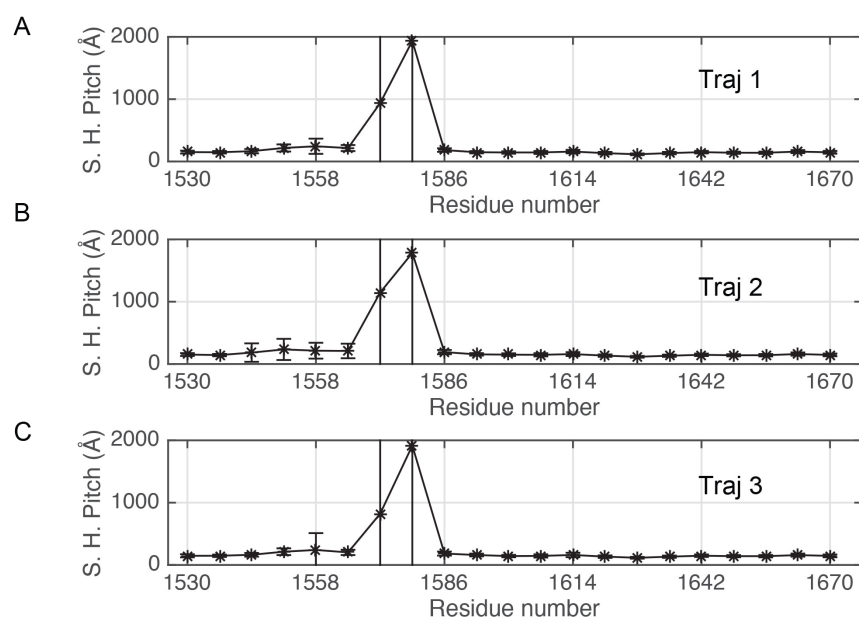 A
S. H. Pitch (Å)
2000
1000
0
Traj 1
1530 1558 1586 1614 1642 1670
Residue number
B
S. H. Pitch (Å)
2000
1000
0
Traj 2
1530 1558 1586 1614 1642 1670
Residue number
C
S. H. Pitch (Å)
2000
1000
0
Traj 3
1530 1558 1586 1614 1642 1670
Residue number